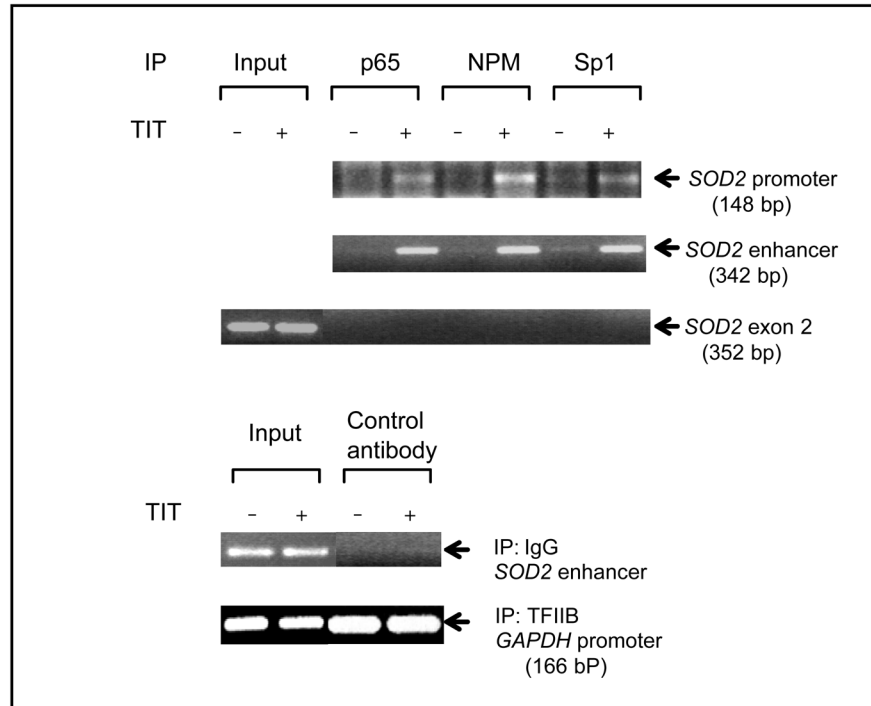 IP Input p65 NPM Sp1
TIT – + – + – + – +
SOD2 promoter
(148 bp)
SOD2 enhancer
(342 bp)
SOD2 exon 2
(352 bp)
Input Control
antibody
TIT – + – +
IP: IgG
SOD2 enhancer
IP: TFIIB
GAPDH promoter
(166 bP)